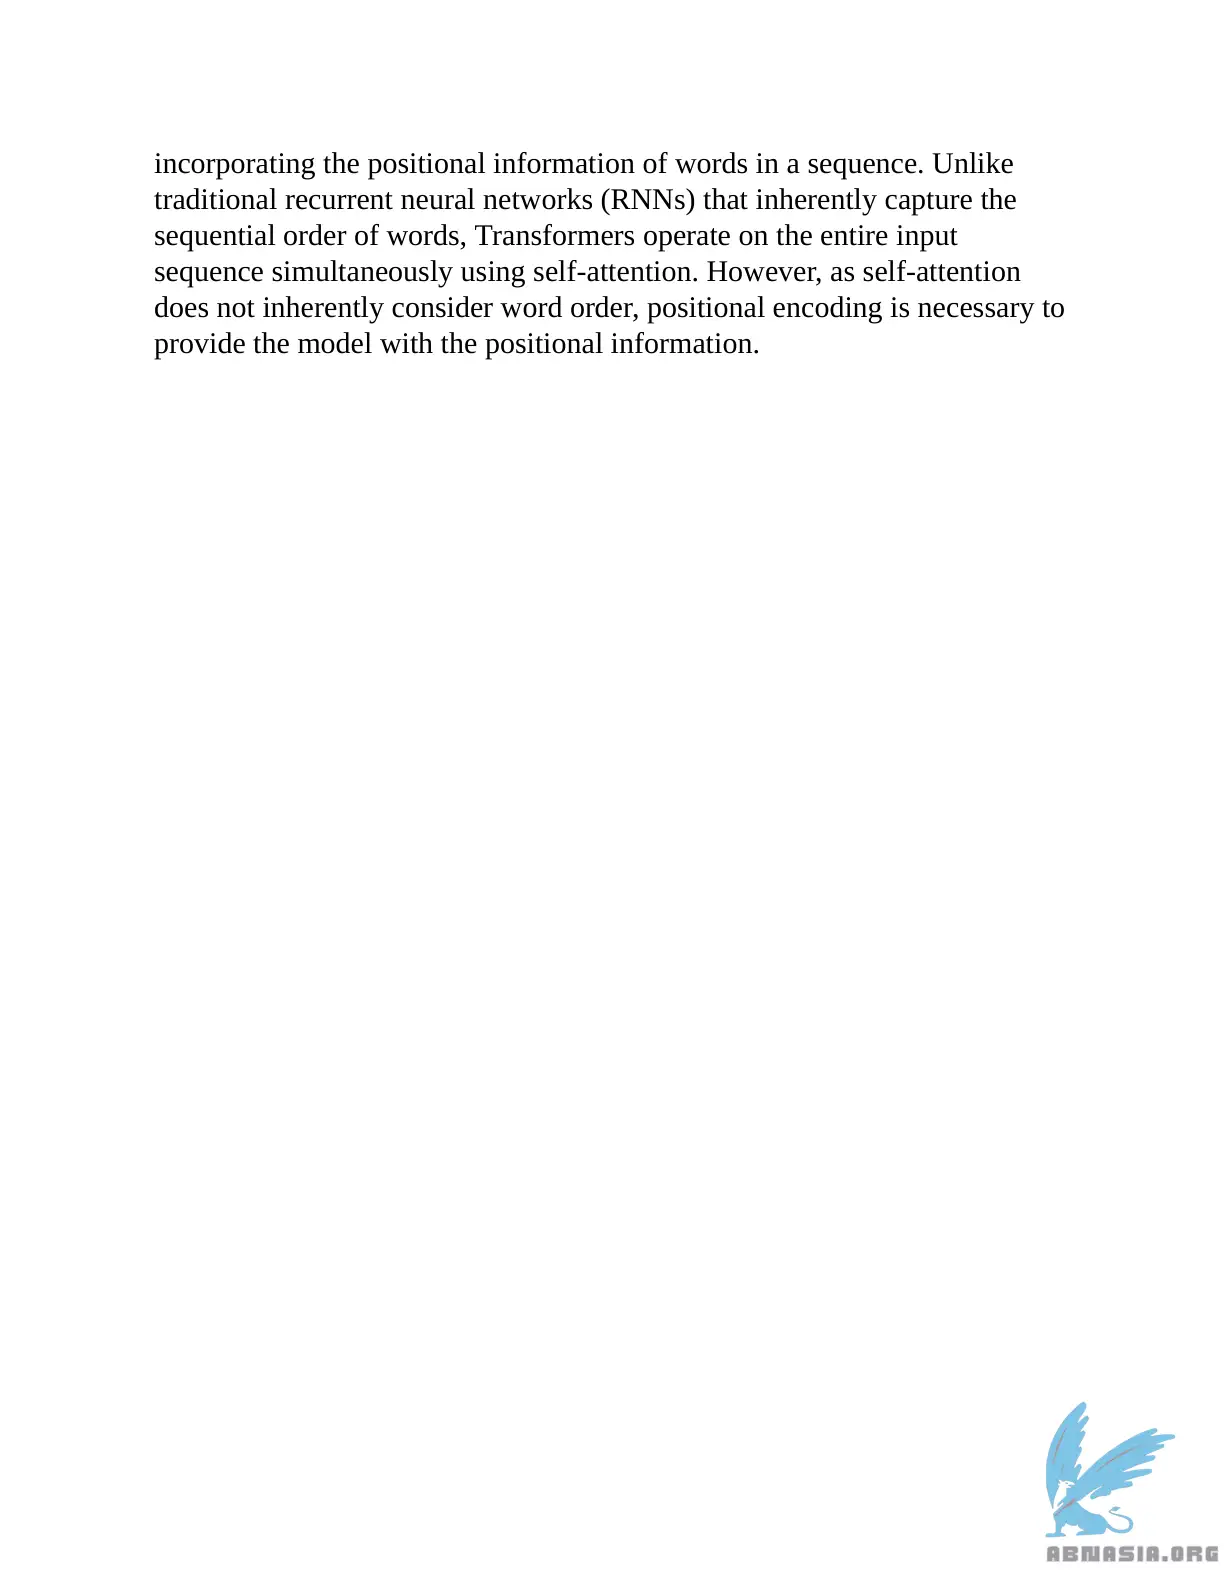 incorporating the positional information of words in a sequence. Unlike
traditional recurrent neural networks (RNNs) that inherently capture the
sequential order of words, Transformers operate on the entire input
sequence simultaneously using self-attention. However, as self-attention
does not inherently consider word order, positional encoding is necessary to
provide the model with the positional information.
ABNASIA.ORG